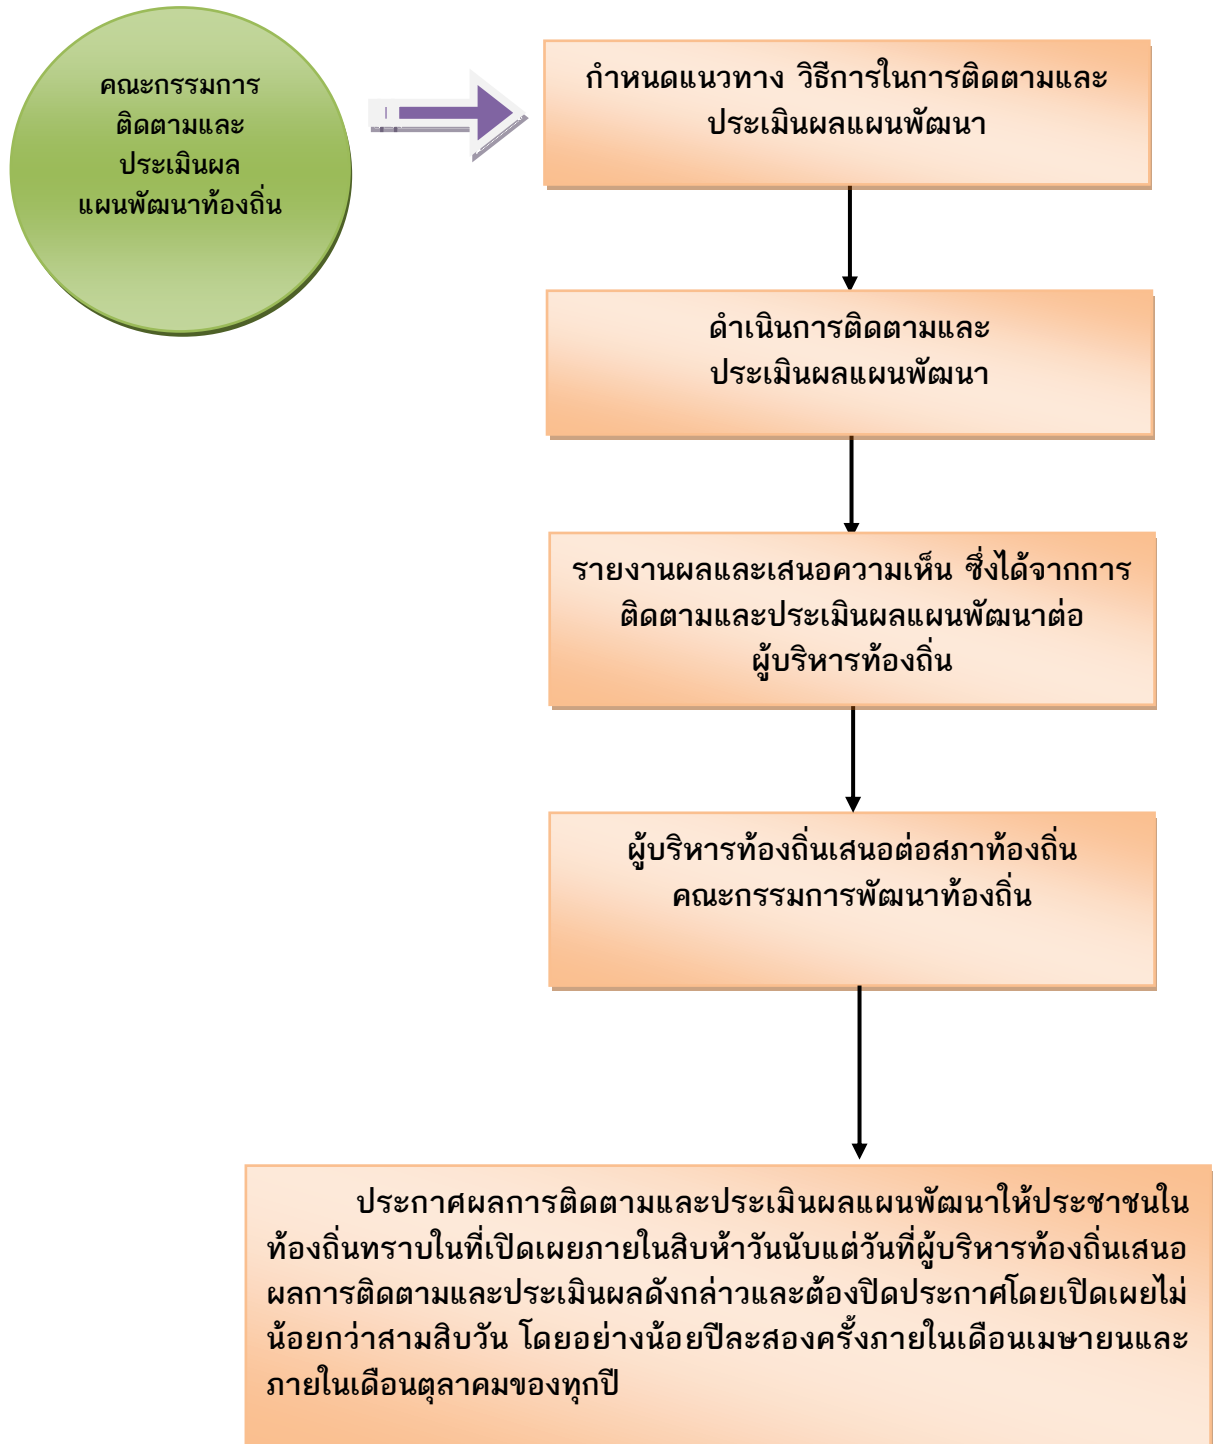 คณะกรรมการ
ติดตามและ
ประเมินผล
แผนพัฒนาท้องถิ่น
กำหนดแนวทาง วิธีการในการติดตามและ
ประเมินผลแผนพัฒนา
ดำเนินการติดตามและ
ประเมินผลแผนพัฒนา
รายงานผลและเสนอความเห็น ซึ่งได้จากการ
ติดตามและประเมินผลแผนพัฒนาต่อ
ผู้บริหารท้องถิ่น
ผู้บริหารท้องถิ่นเสนอต่อสภาท้องถิ่น
คณะกรรมการพัฒนาท้องถิ่น
ประกาศผลการติดตามและประเมินผลแผนพัฒนาให้ประชาชนใน
ท้องถิ่นทราบในที่เปิดเผยภายในสิบห้าวันนับแต่วันที่ผู้บริหารท้องถิ่นเสนอ
ผลการติดตามและประเมินผลดังกล่าวและต้องปิดประกาศโดยเปิดเผยไม่
น้อยกว่าสามสิบวัน โดยอย่างน้อยปีละสองครั้งภายในเดือนเมษายนและ
ภายในเดือนตุลาคมของทุกปี